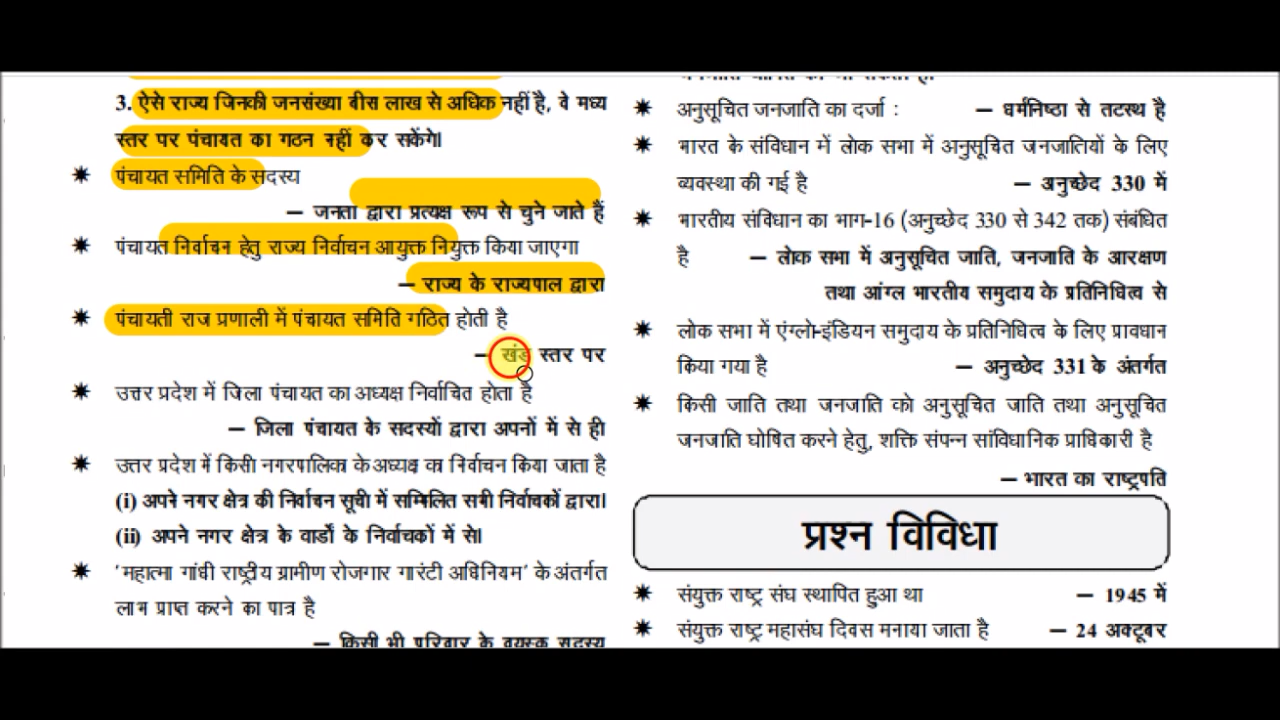 3. ऐसे राज्य जिनकी जनसंख्या बीस लाख से अधिक नहीं है, वे मध्य
स्तर पर पंचायत का गठन नहीं कर सकेंगे।
✷ पंचायत समिति के सदस्य
– जनता द्वारा प्रत्यक्ष रूप से चुने जाते हैं
✷ पंचायत निर्वाचन हेतु राज्य निर्वाचन आयुक्त नियुक्त किया जाएगा
– राज्य के राज्यपाल द्वारा
✷ पंचायती राज प्रणाली में पंचायत समिति गठित होती है
– खंड स्तर पर
✷ उत्तर प्रदेश में जिला पंचायत का अध्यक्ष निर्वाचित होता है
– जिला पंचायत के सदस्यों द्वारा अपनों में से ही
✷ उत्तर प्रदेश में किसी नगरपालिका के अध्यक्ष का निर्वाचन किया जाता है
(i) अपने नगर क्षेत्र की निर्वाचन सूची में सम्मिलित सभी निर्वाचकों द्वारा।
(ii) अपने नगर क्षेत्र के वार्डों के निर्वाचकों में से।
✷ 'महात्मा गांधी राष्ट्रीय ग्रामीण रोजगार गारंटी अधिनियम' के अंतर्गत
लाभ प्राप्त करने का पात्र है
– किसी भी परिवार के वयस्क सदस्य
✷ अनुसूचित जनजाति का दर्जा : – धर्मनिष्ठा से तटस्थ है
✷ भारत के संविधान में लोक सभा में अनुसूचित जनजातियों के लिए
व्यवस्था की गई है – अनुच्छेद 330 में
✷ भारतीय संविधान का भाग-16 (अनुच्छेद 330 से 342 तक) संबंधित
है – लोक सभा में अनुसूचित जाति, जनजाति के आरक्षण
तथा आंग्ल भारतीय समुदाय के प्रतिनिधित्व से
✷ लोक सभा में एंग्लो-इंडियन समुदाय के प्रतिनिधित्व के लिए प्रावधान
किया गया है – अनुच्छेद 331 के अंतर्गत
✷ किसी जाति तथा जनजाति को अनुसूचित जाति तथा अनुसूचित
जनजाति घोषित करने हेतु, शक्ति संपन्न सांविधानिक प्राधिकारी है
– भारत का राष्ट्रपति
प्रश्न विविधा
✷ संयुक्त राष्ट्र संघ स्थापित हुआ था – 1945 में
✷ संयुक्त राष्ट्र महासंघ दिवस मनाया जाता है – 24 अक्टूबर